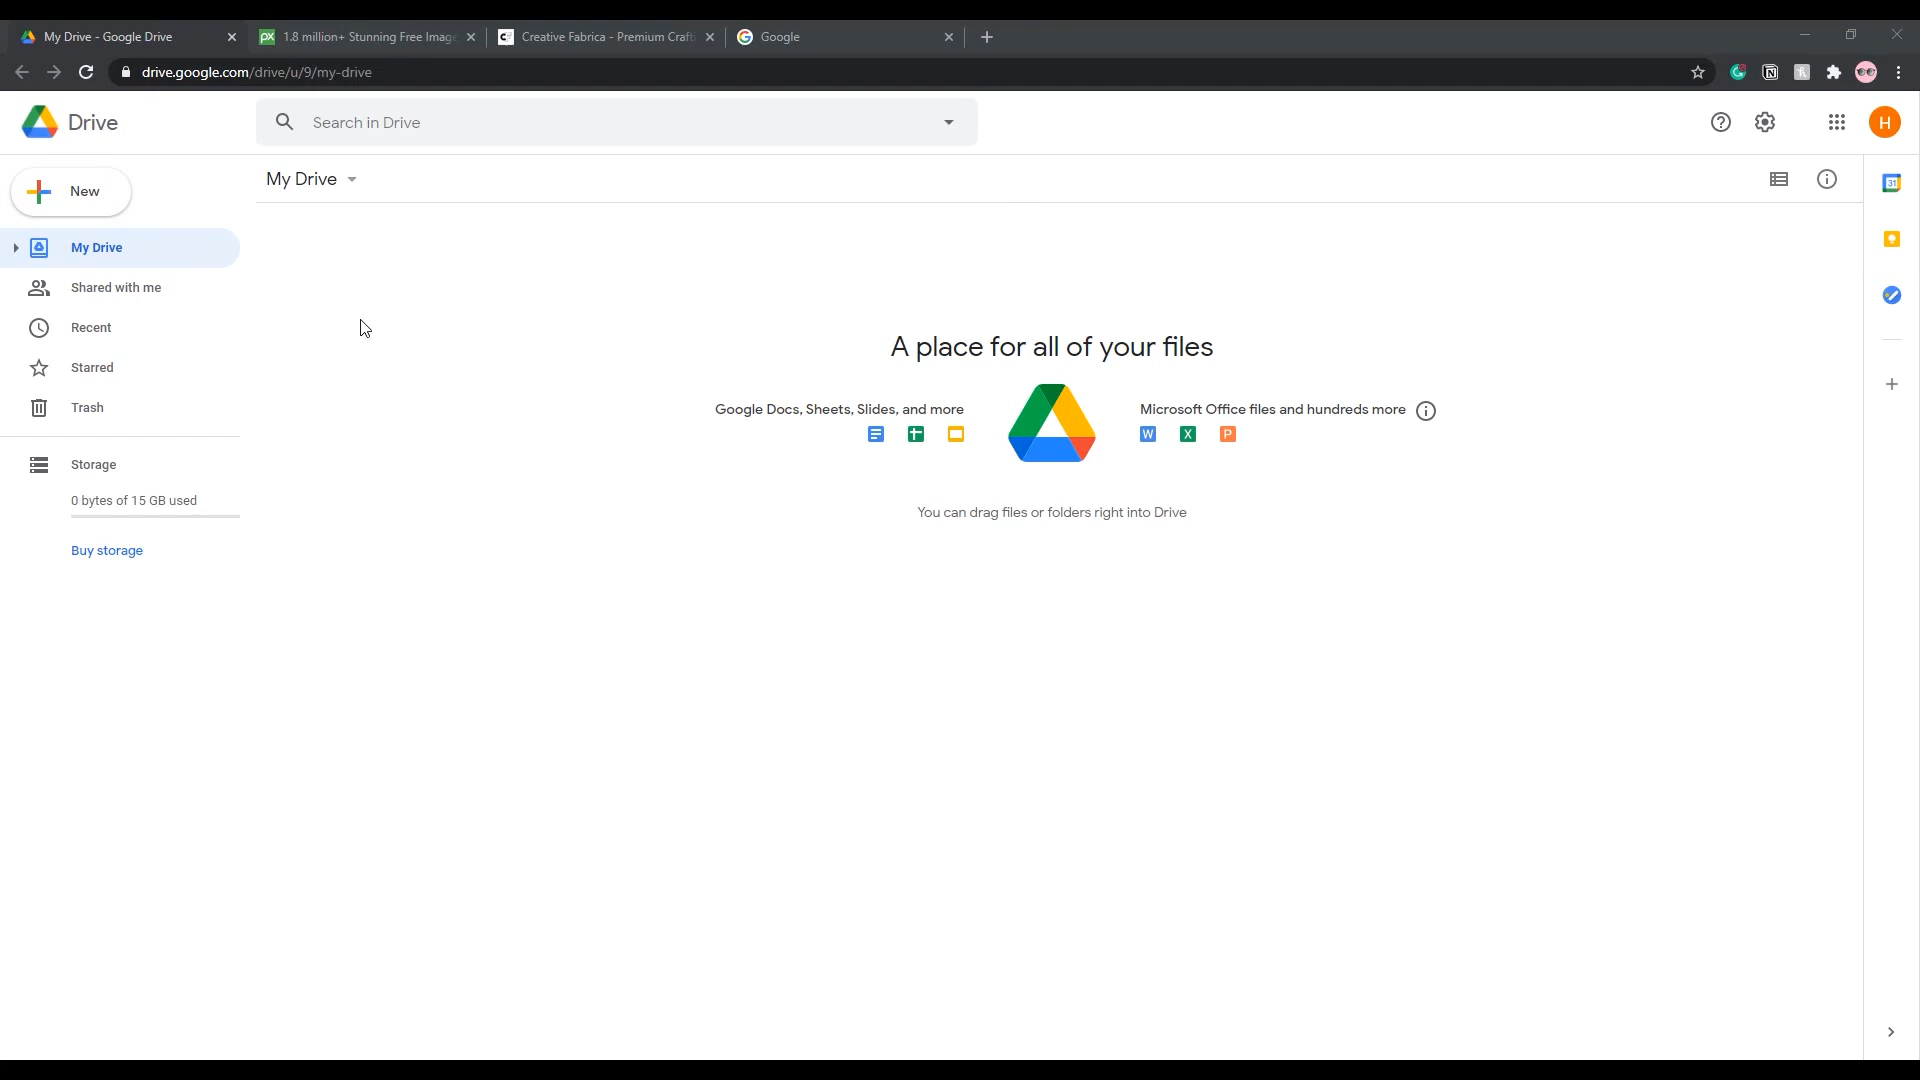 My Drive - Google Drive
1.8 million+ Stunning Free Image
Creative Fabrica - Premium Craft
Google
drive.google.com/drive/u/9/my-drive
Drive
Search in Drive
H
New
My Drive
My Drive
Shared with me
Recent
Starred
Trash
Storage
0 bytes of 15 GB used
Buy storage
A place for all of your files
Google Docs, Sheets, Slides, and more
Microsoft Office files and hundreds more
W X P
You can drag files or folders right into Drive
31